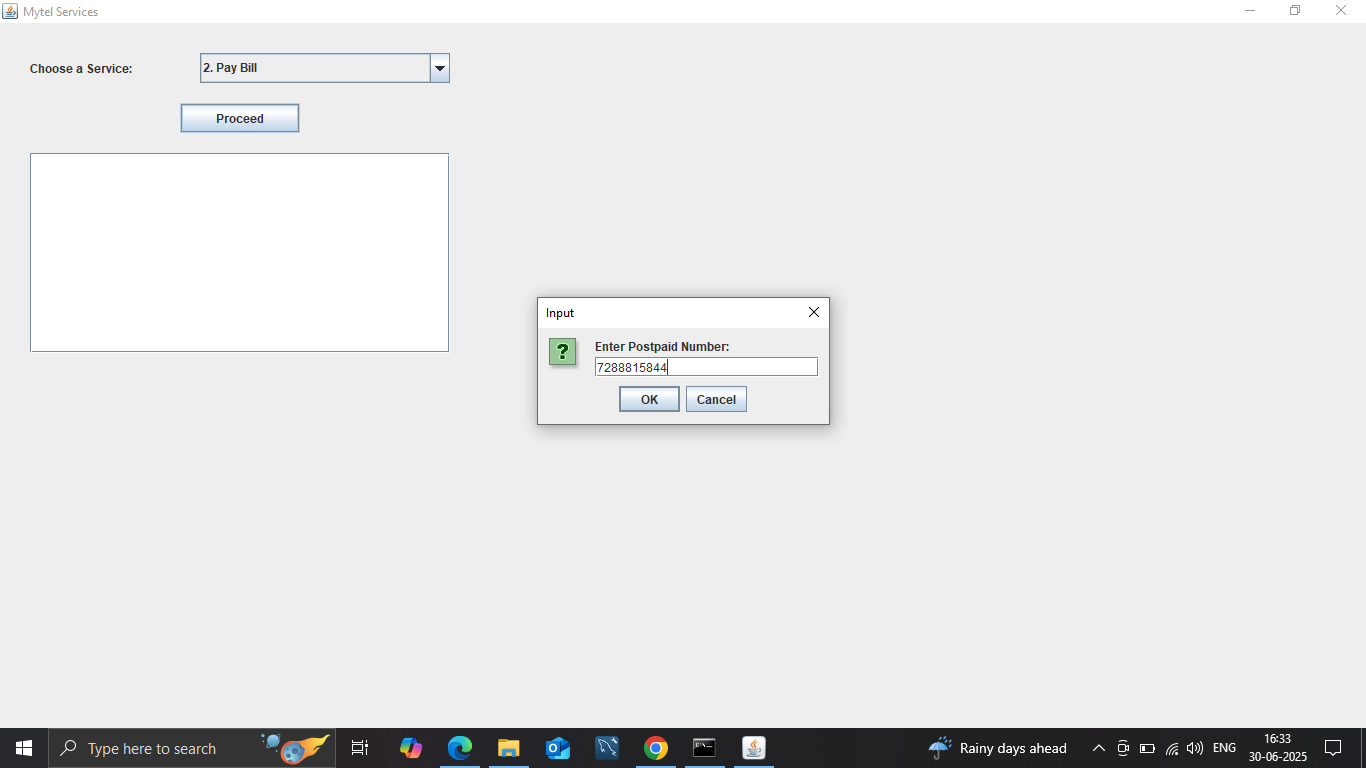 Mytel Services
Choose a Service:
2. Pay Bill
Proceed
Input
?
Enter Postpaid Number:
7288815844
OK
Cancel
Type here to search
Rainy days ahead
ENG
16:33
30-06-2025